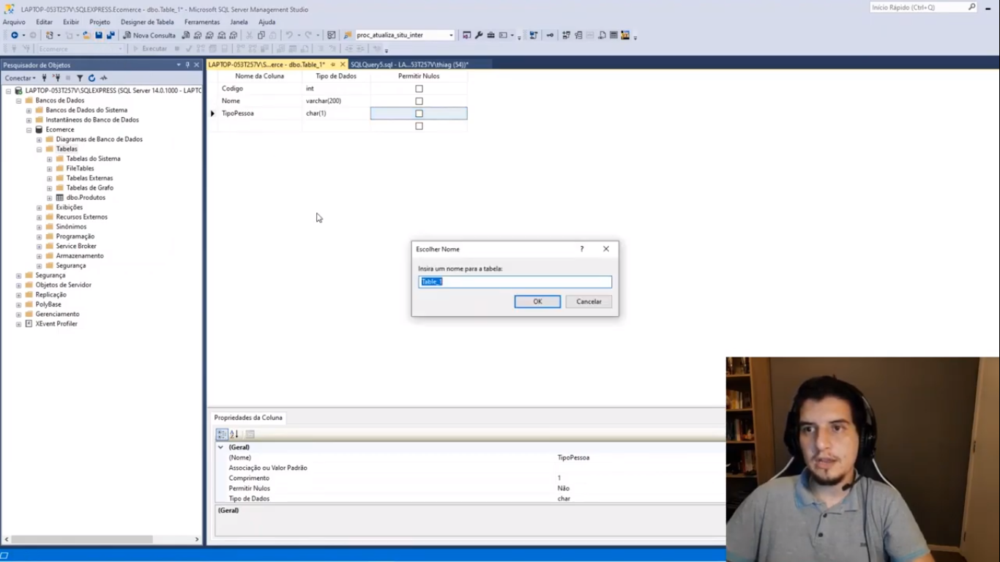 LAPTOP-053T257V\SQLEXPRESS.Ecomerce - dbo.Table_1* - Microsoft SQL Server Management Studio
Início Rápido (Ctrl+Q)
Arquivo Editar Exibir Projeto Designer de Tabela Ferramentas Janela Ajuda
Nova Consulta
proc_atualiza_situ_inter
Ecomerce
Executar
Pesquisador de Objetos
Conectar
LAPTOP-053T257V\SQLEXPRESS (SQL Server 14.0.1000 - LAPTC
Bancos de Dados
Bancos de Dados do Sistema
Instantâneos do Banco de Dados
Ecomerce
Diagramas de Banco de Dados
Tabelas
Tabelas do Sistema
FileTables
Tabelas Externas
Tabelas de Grafo
dbo.Produtos
Exibições
Recursos Externos
Sinônimos
Programação
Service Broker
Armazenamento
Segurança
Segurança
Objetos de Servidor
Replicação
PolyBase
Gerenciamento
XEvent Profiler
LAPTOP-053T257V\S...erce - dbo.Table_1*
SQLQuery5.sql - LA...53T257V\thiag (54))*
Nome da Coluna Tipo de Dados Permitir Nulos
Codigo int
Nome varchar(200)
TipoPessoa char(1)
Escolher Nome
Insira um nome para a tabela:
Table_1
OK Cancelar
Propriedades da Coluna
(Geral)
(Nome) TipoPessoa
Associação ou Valor Padrão
Comprimento 1
Permitir Nulos Não
Tipo de Dados char
(Geral)